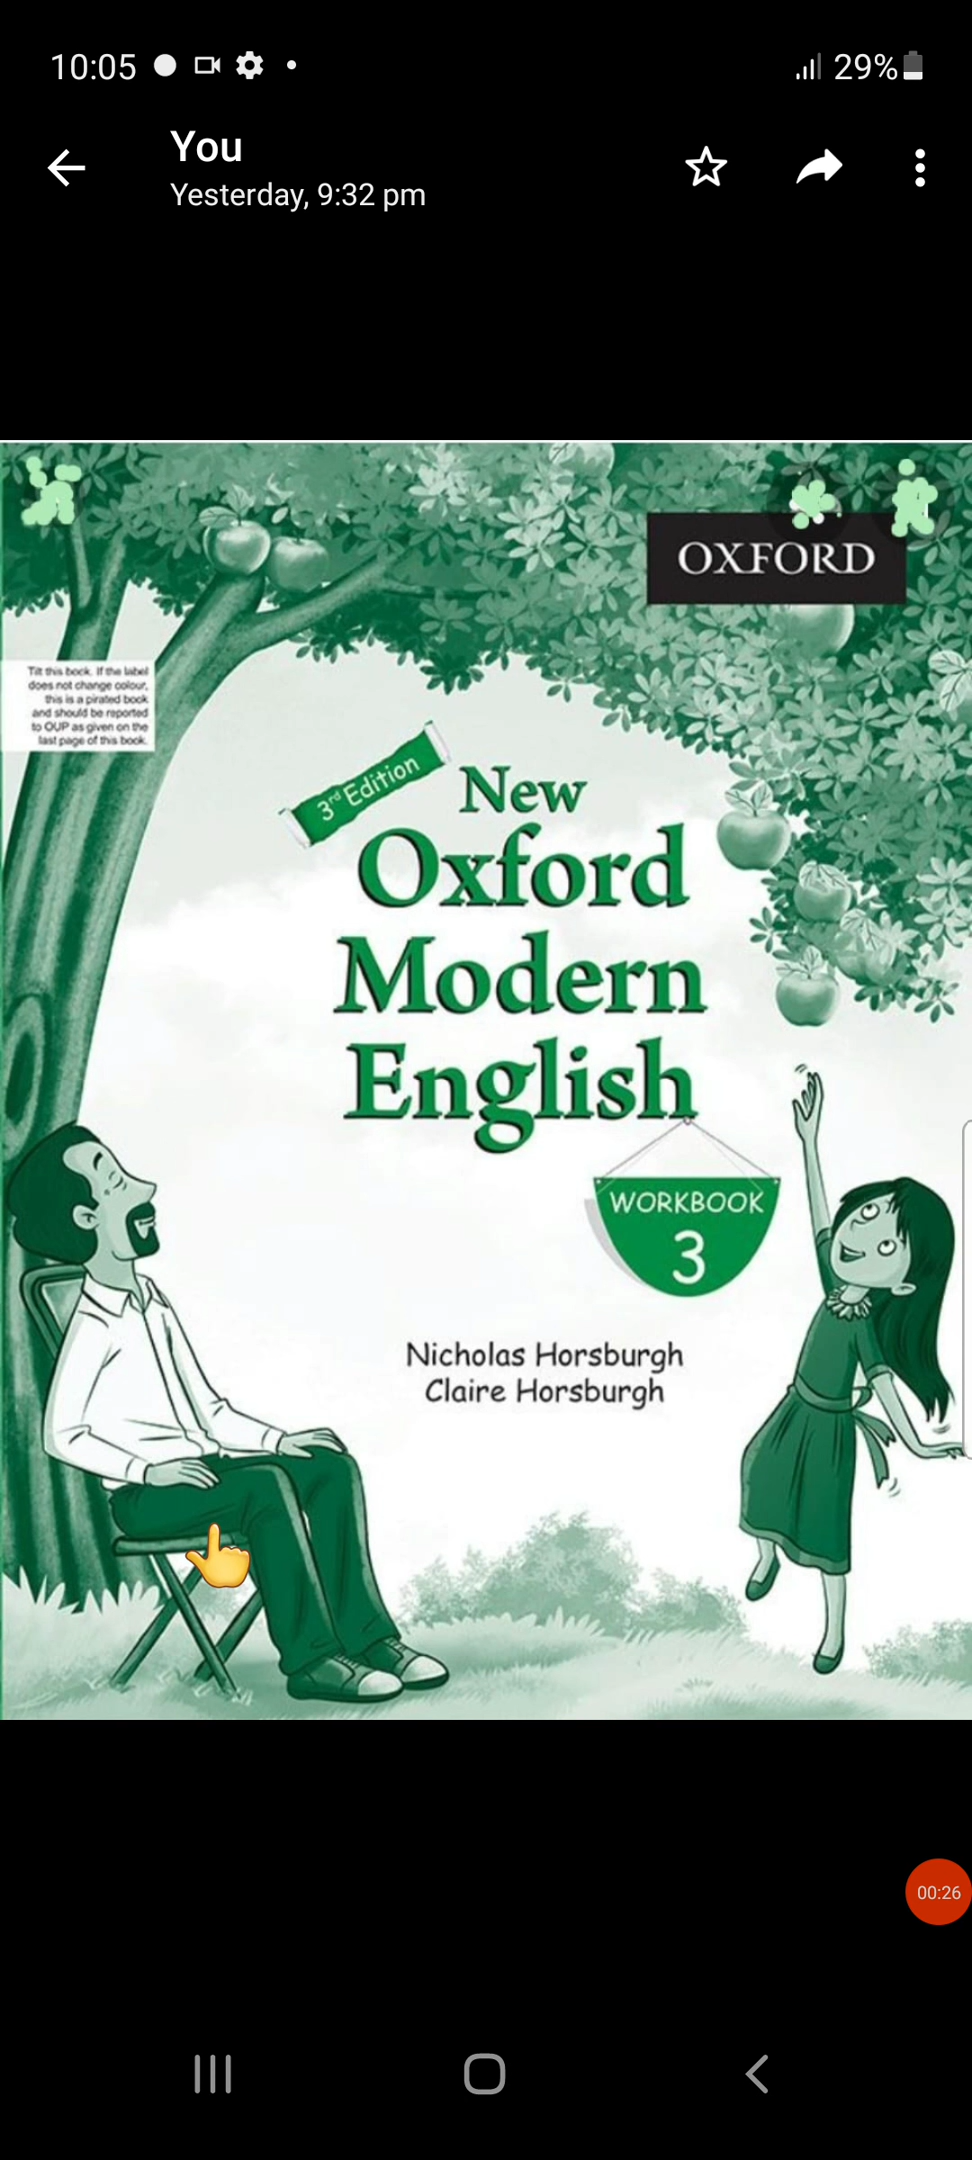 10:05
29%
You
Yesterday, 9:32 pm
OXFORD
Tilt this book. If the label
does not change colour,
this is a pirated book
and should be reported
to OUP as given on the
last page of this book.
3rd Edition
New
Oxford
Modern
English
WORKBOOK
3
Nicholas Horsburgh
Claire Horsburgh
00:26